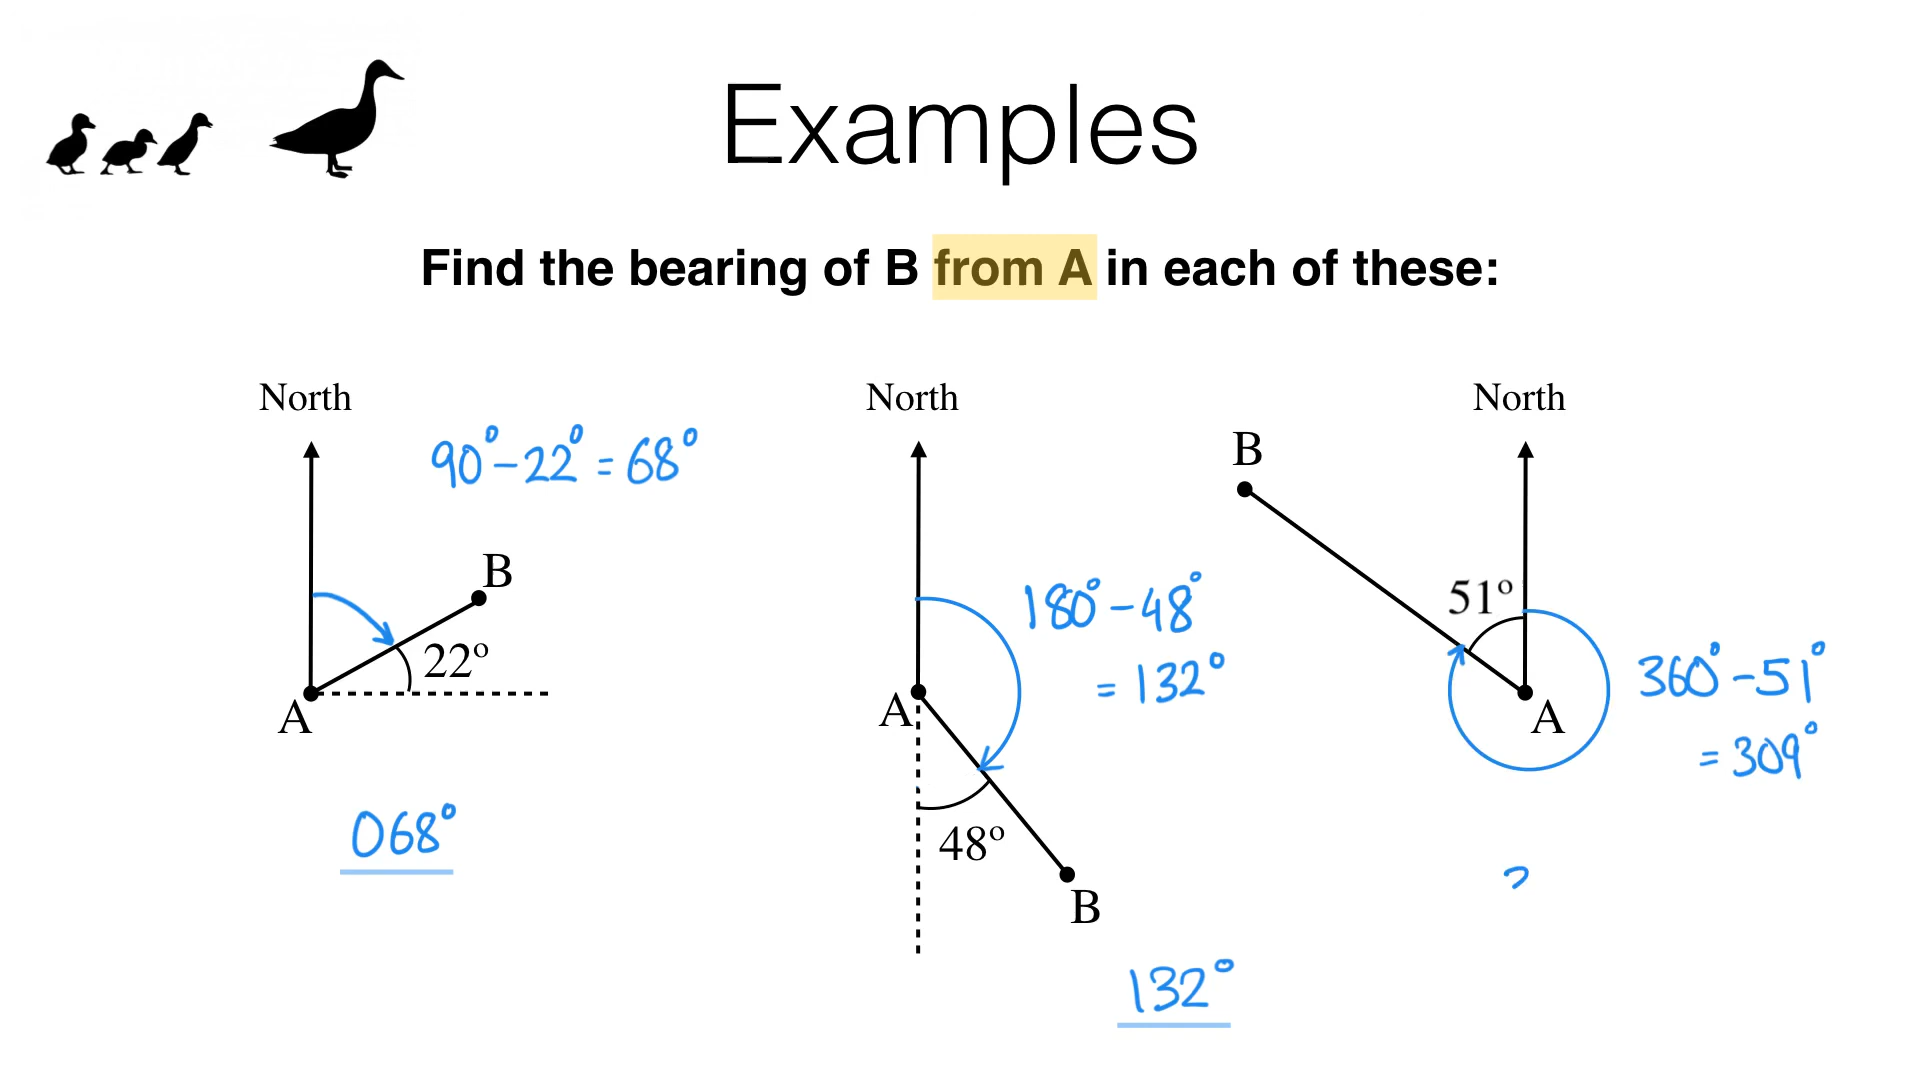 Examples
Find the bearing of B from A in each of these:
North
90° - 22° = 68°
B
22°
A
068°
North
180° - 48°
= 132°
A
48°
B
132°
North
B
51°
A
360° - 51°
= 309°